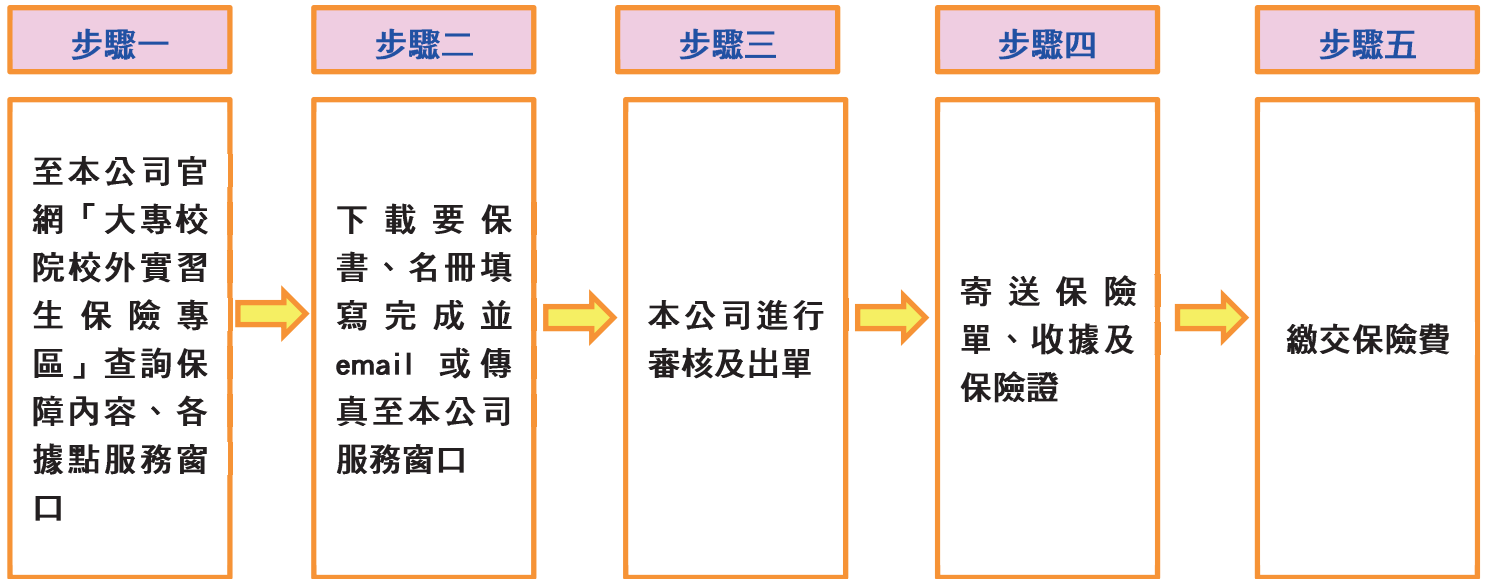 步驟一
至本公司官
網「大專校
院校外實習
生保險專
區」查詢保
障內容、各
據點服務窗
口
步驟二
下載要保
書、名冊填
寫完成並
email 或傳
真至本公司
服務窗口
步驟三
本公司進行
審核及出單
步驟四
寄送保險
單、收據及
保險證
步驟五
繳交保險費